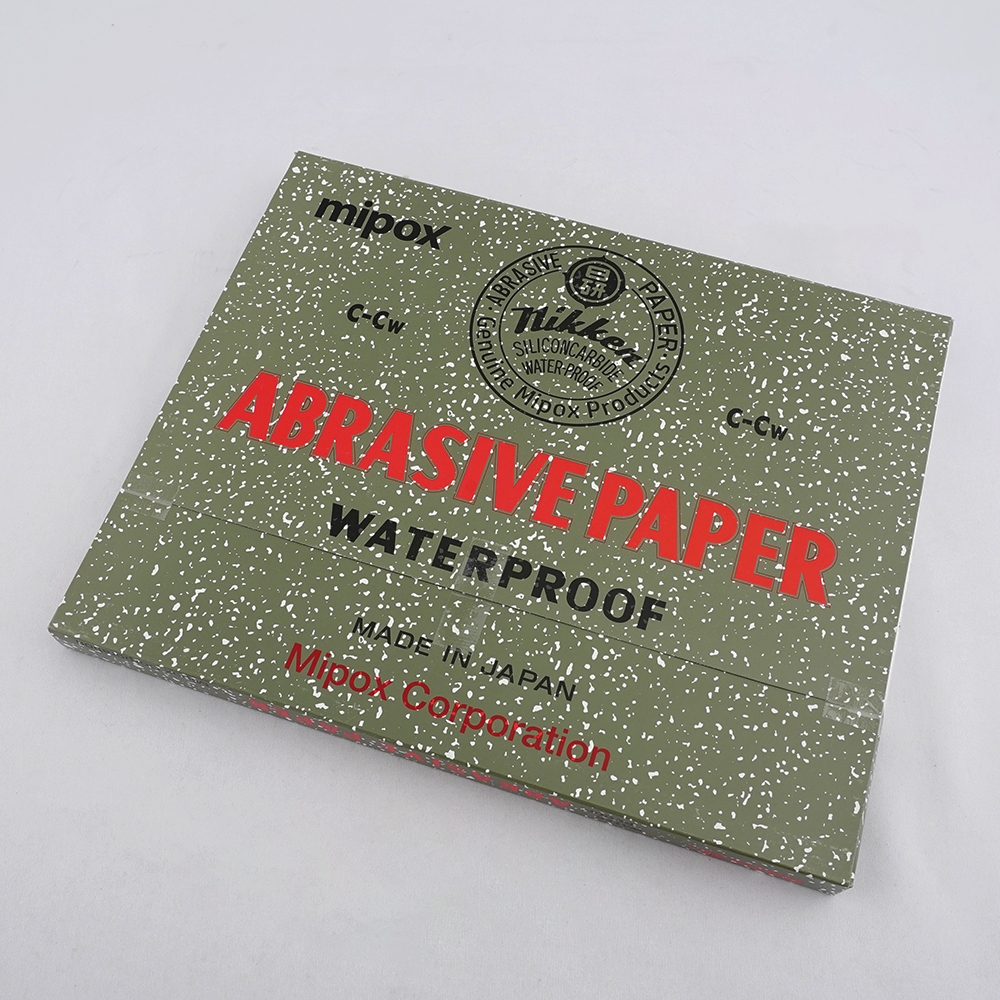 mipox
ABRASIVE PAPER・
日研
Nikken
SILICONCARBIDE
WATER-PROOF
Genuine Mipox Products
C-Cw
C-Cw
ABRASIVE PAPER
WATERPROOF
MADE IN JAPAN
Mipox Corporation